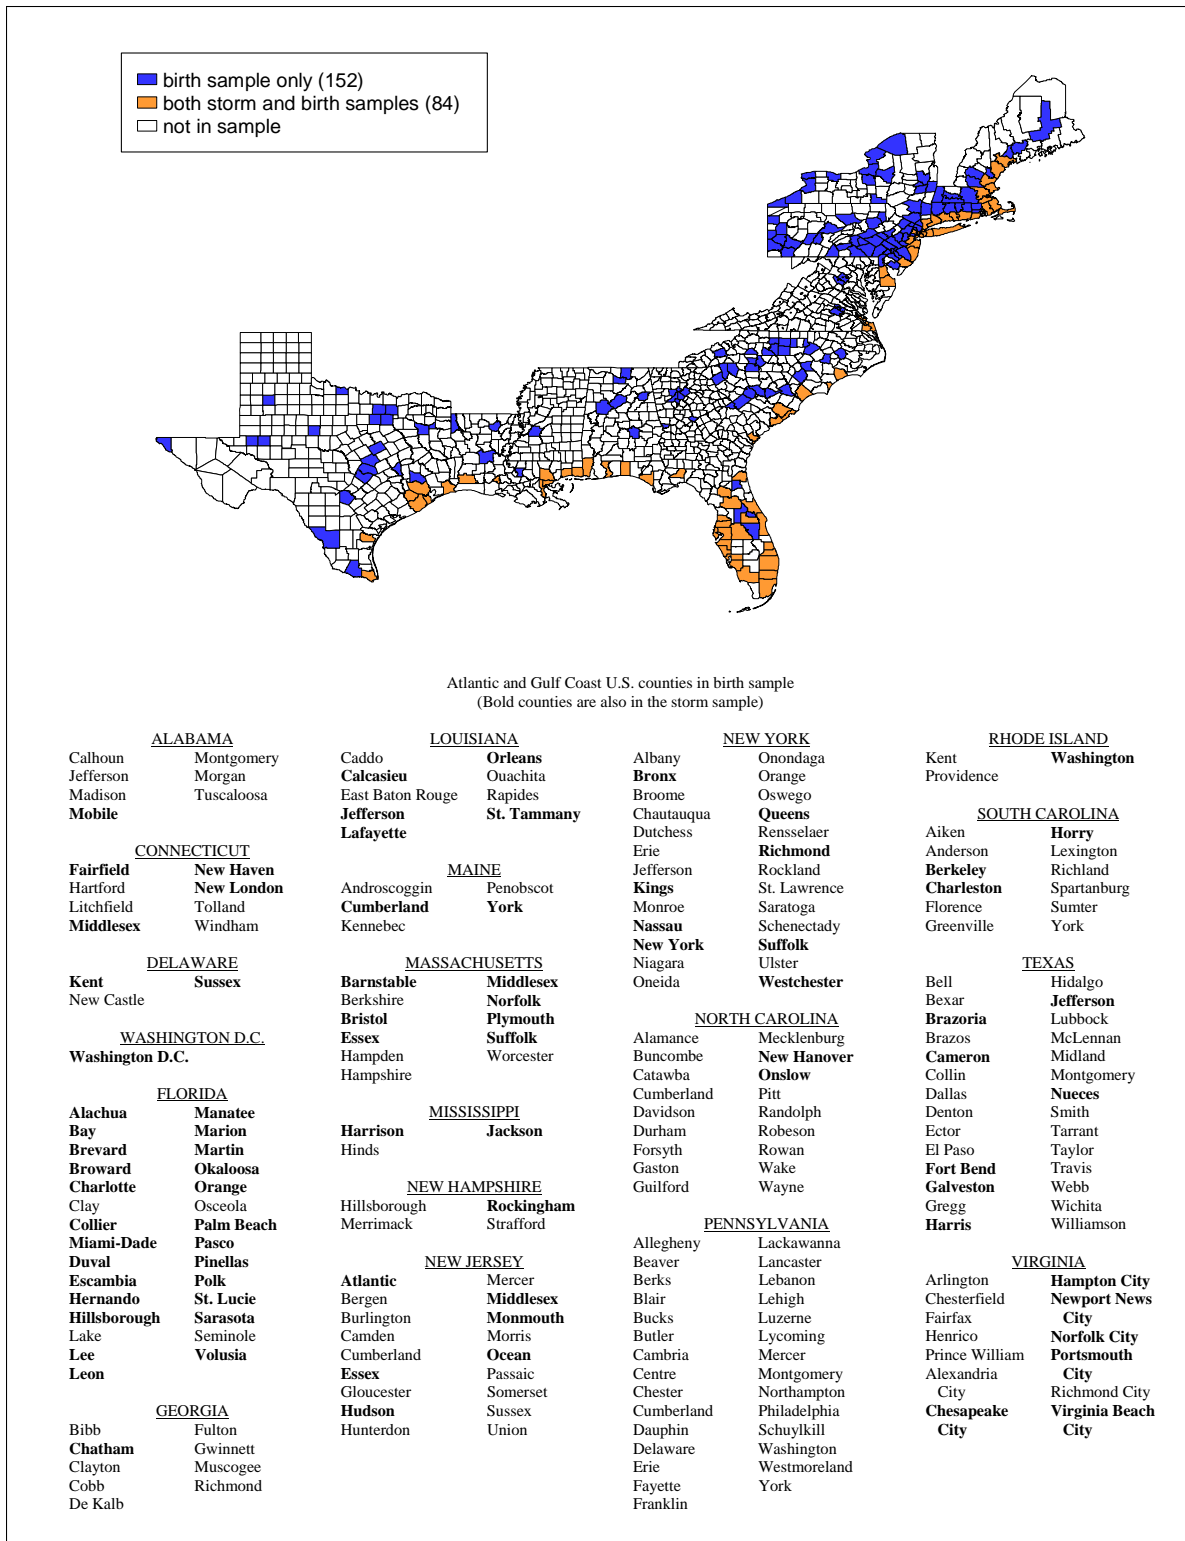 birth sample only (152)
both storm and birth samples (84)
not in sample
Atlantic and Gulf Coast U.S. counties in birth sample
(Bold counties are also in the storm sample)
ALABAMA
Calhoun Montgomery
Jefferson Morgan
Madison Tuscaloosa
Mobile
CONNECTICUT
Fairfield New Haven
Hartford New London
Litchfield Tolland
Middlesex Windham
DELAWARE
Kent Sussex
New Castle
WASHINGTON D.C.
Washington D.C.
FLORIDA
Alachua Manatee
Bay Marion
Brevard Martin
Broward Okaloosa
Charlotte Orange
Clay Osceola
Collier Palm Beach
Miami-Dade Pasco
Duval Pinellas
Escambia Polk
Hernando St. Lucie
Hillsborough Sarasota
Lake Seminole
Lee Volusia
Leon
GEORGIA
Bibb Fulton
Chatham Gwinnett
Clayton Muscogee
Cobb Richmond
De Kalb
LOUISIANA
Caddo Orleans
Calcasieu Ouachita
East Baton Rouge Rapides
Jefferson St. Tammany
Lafayette
MAINE
Androscoggin Penobscot
Cumberland York
Kennebec
MASSACHUSETTS
Barnstable Middlesex
Berkshire Norfolk
Bristol Plymouth
Essex Suffolk
Hampden Worcester
Hampshire
MISSISSIPPI
Harrison Jackson
Hinds
NEW HAMPSHIRE
Hillsborough Rockingham
Merrimack Strafford
NEW JERSEY
Atlantic Mercer
Bergen Middlesex
Burlington Monmouth
Camden Morris
Cumberland Ocean
Essex Passaic
Gloucester Somerset
Hudson Sussex
Hunterdon Union
NEW YORK
Albany Onondaga
Bronx Orange
Broome Oswego
Chautauqua Queens
Dutchess Rensselaer
Erie Richmond
Jefferson Rockland
Kings St. Lawrence
Monroe Saratoga
Nassau Schenectady
New York Suffolk
Niagara Ulster
Oneida Westchester
NORTH CAROLINA
Alamance Mecklenburg
Buncombe New Hanover
Catawba Onslow
Cumberland Pitt
Davidson Randolph
Durham Robeson
Forsyth Rowan
Gaston Wake
Guilford Wayne
PENNSYLVANIA
Allegheny Lackawanna
Beaver Lancaster
Berks Lebanon
Blair Lehigh
Bucks Luzerne
Butler Lycoming
Cambria Mercer
Centre Montgomery
Chester Northampton
Cumberland Philadelphia
Dauphin Schuylkill
Delaware Washington
Erie Westmoreland
Fayette York
Franklin
RHODE ISLAND
Kent Washington
Providence
SOUTH CAROLINA
Aiken Horry
Anderson Lexington
Berkeley Richland
Charleston Spartanburg
Florence Sumter
Greenville York
TEXAS
Bell Hidalgo
Bexar Jefferson
Brazoria Lubbock
Brazos McLennan
Cameron Midland
Collin Montgomery
Dallas Nueces
Denton Smith
Ector Tarrant
El Paso Taylor
Fort Bend Travis
Galveston Webb
Gregg Wichita
Harris Williamson
VIRGINIA
Arlington Hampton City
Chesterfield Newport News
Fairfax City
Henrico Norfolk City
Prince William Portsmouth
Alexandria City
City Richmond City
Chesapeake Virginia Beach
City City